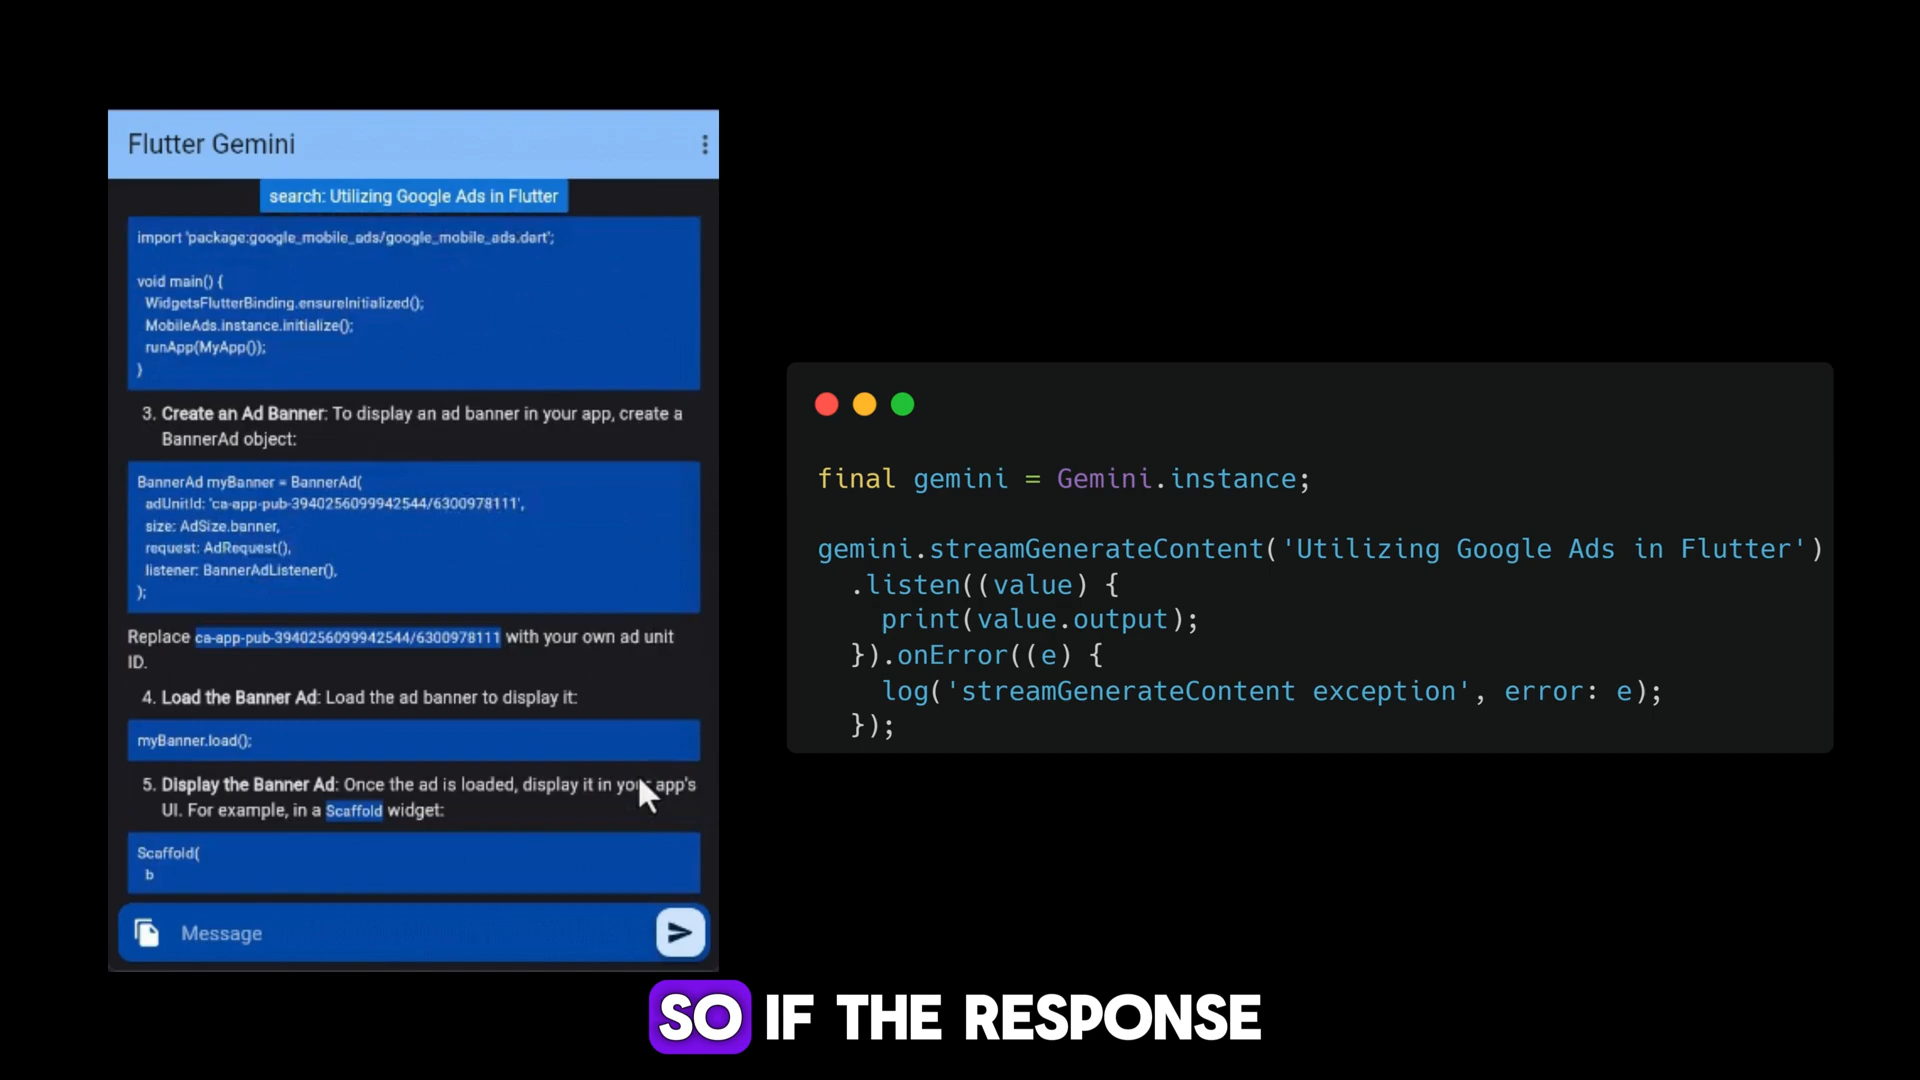 Flutter Gemini
search: Utilizing Google Ads in Flutter
import 'package:google_mobile_ads/google_mobile_ads.dart';
void main() {
WidgetsFlutterBinding.ensureInitialized();
MobileAds.instance.initialize();
runApp(MyApp());
}
3. Create an Ad Banner: To display an ad banner in your app, create a
BannerAd object:
BannerAd myBanner = BannerAd(
adUnitId: 'ca-app-pub-3940256099942544/6300978111',
size: AdSize.banner,
request: AdRequest(),
listener: BannerAdListener(),
);
Replace ca-app-pub-3940256099942544/6300978111 with your own ad unit
ID.
4. Load the Banner Ad: Load the ad banner to display it:
myBanner.load();
5. Display the Banner Ad: Once the ad is loaded, display it in your app's
UI. For example, in a Scaffold widget:
Scaffold(
b
Message
final gemini = Gemini.instance;
gemini.streamGenerateContent('Utilizing Google Ads in Flutter')
.listen((value) {
print(value.output);
}).onError((e) {
log('streamGenerateContent exception', error: e);
});
SO IF THE RESPONSE